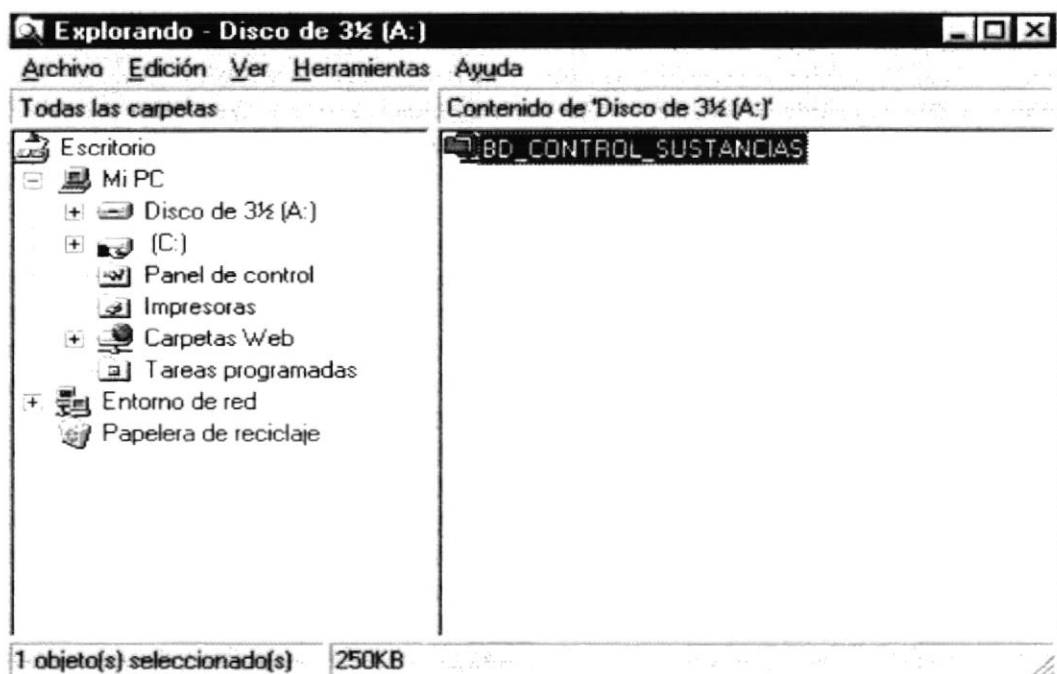 Explorando - Disco de 3½ (A:)
Archivo Edición Ver Herramientas Ayuda
Todas las carpetas
Contenido de 'Disco de 3½ (A:)'
Escritorio
Mi PC
Disco de 3½ (A:)
(C:)
Panel de control
Impresoras
Carpetas Web
Tareas programadas
Entorno de red
Papelera de reciclaje
BD_CONTROL_SUSTANCIAS
1 objeto(s) seleccionado(s)
250KB